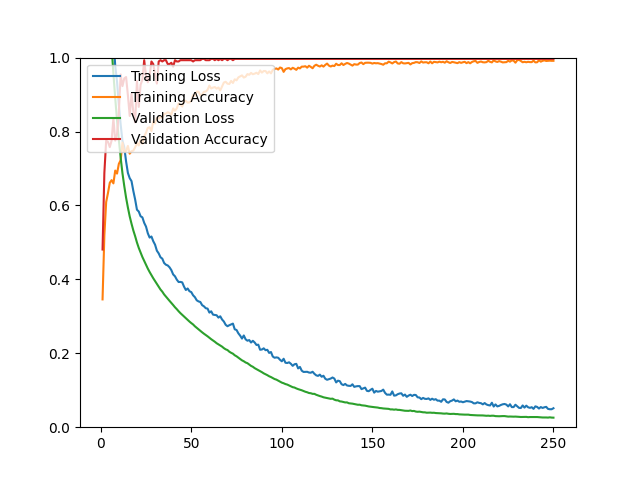 1.0
0.8
0.6
0.4
0.2
0.0
Training Loss
Training Accuracy
Validation Loss
Validation Accuracy
0 50 100 150 200 250